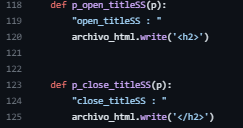 118 def p_open_titleSS(p):
119 "open_titleSS : "
120 archivo_html.write('<h2>')
121
122
123 def p_close_titleSS(p):
124 "close_titleSS : "
125 archivo_html.write('</h2>')